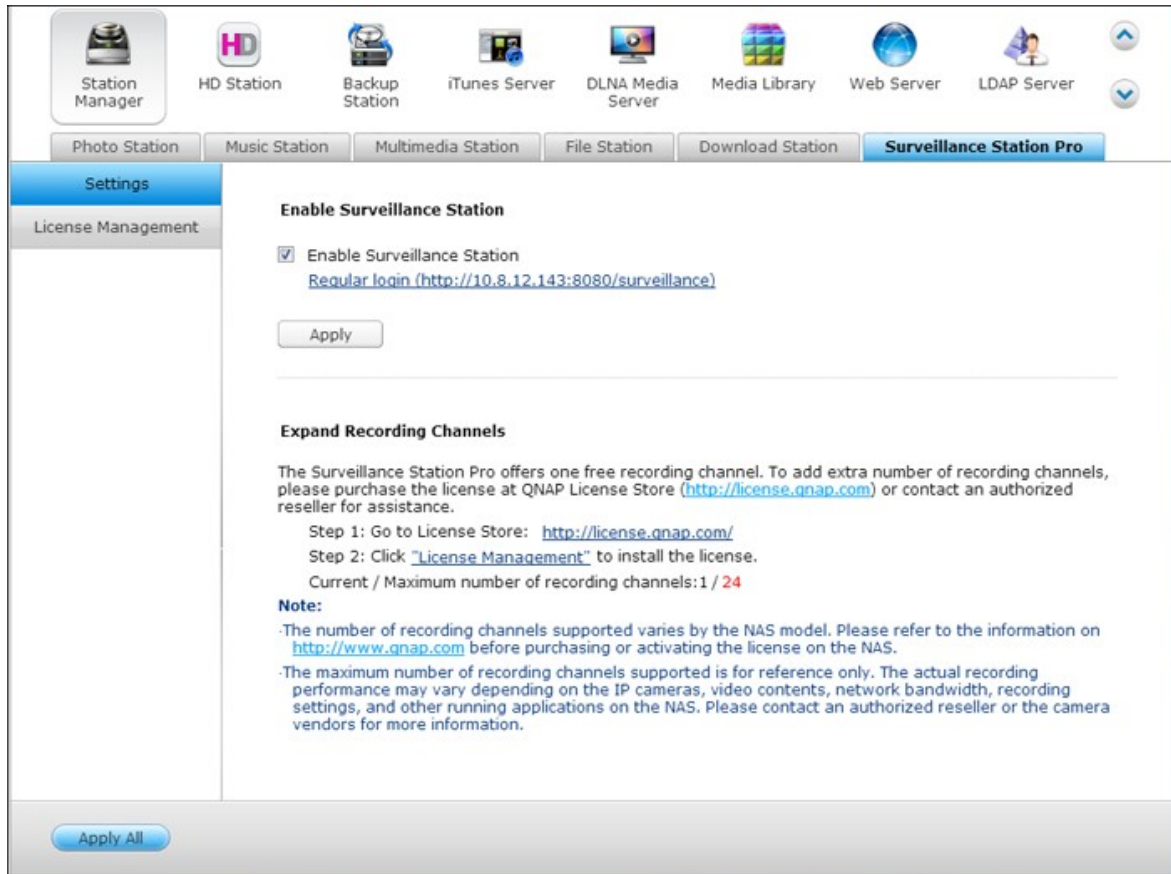 Station
Manager
HD
HD Station
Backup
Station
iTunes Server
DLNA Media
Server
Media Library
Web Server
LDAP Server
Photo Station
Music Station
Multimedia Station
File Station
Download Station
Surveillance Station Pro
Settings
License Management
Enable Surveillance Station
Enable Surveillance Station
Regular login (http://10.8.12.143:8080/surveillance)
Apply
Expand Recording Channels
The Surveillance Station Pro offers one free recording channel. To add extra number of recording channels,
please purchase the license at QNAP License Store (http://license.qnap.com) or contact an authorized
reseller for assistance.
Step 1: Go to License Store: http://license.qnap.com/
Step 2: Click "License Management" to install the license.
Current / Maximum number of recording channels:1 / 24
Note:
·The number of recording channels supported varies by the NAS model. Please refer to the information on
http://www.qnap.com before purchasing or activating the license on the NAS.
·The maximum number of recording channels supported is for reference only. The actual recording
performance may vary depending on the IP cameras, video contents, network bandwidth, recording
settings, and other running applications on the NAS. Please contact an authorized reseller or the camera
vendors for more information.
Apply All